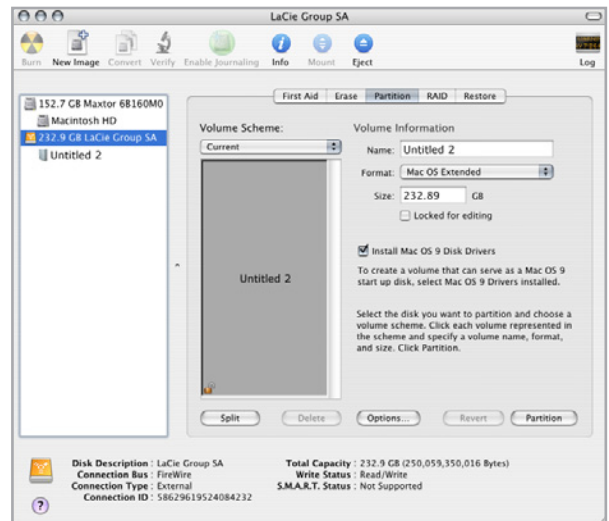 LaCie Group SA
Burn New Image Convert Verify Enable Journaling Info Mount Eject Log
152.7 GB Maxtor 6B160M0
Macintosh HD
232.9 GB LaCie Group SA
Untitled 2
First Aid Erase Partition RAID Restore
Volume Scheme:
Current
Untitled 2
Volume Information
Name: Untitled 2
Format: Mac OS Extended
Size: 232.89 GB
Locked for editing
Install Mac OS 9 Disk Drivers
To create a volume that can serve as a Mac OS 9
start up disk, select Mac OS 9 Drivers installed.
Select the disk you want to partition and choose a
volume scheme. Click each volume represented in
the scheme and specify a volume name, format,
and size. Click Partition.
Split Delete Options... Revert Partition
Disk Description : LaCie Group SA
Connection Bus : FireWire
Connection Type : External
Connection ID : 58629619524084232
Total Capacity : 232.9 GB (250,059,350,016 Bytes)
Write Status : Read/Write
S.M.A.R.T. Status : Not Supported
?